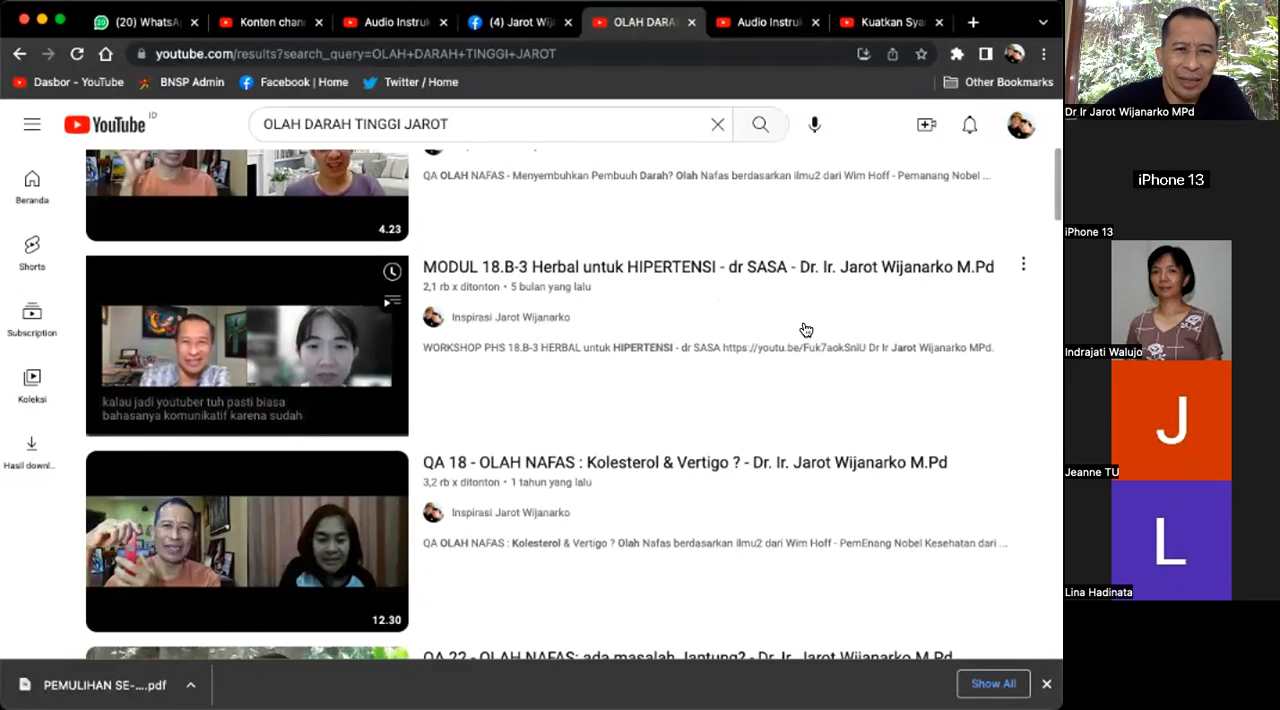 (20) WhatsA
Konten chan
Audio Instruk
(4) Jarot Wij
OLAH DARA
Audio Instruk
Kuatkan Syar
youtube.com/results?search_query=OLAH+DARAH+TINGGI+JAROT
Dasbor - YouTube
BNSP Admin
Facebook | Home
Twitter / Home
Other Bookmarks
YouTube ID
OLAH DARAH TINGGI JAROT
Beranda
Shorts
Subscription
Koleksi
Hasil downl...
QA OLAH NAFAS - Menyembuhkan Pembuuh Darah? Olah Nafas berdasarkan ilmu2 dari Wim Hoff - Pemanang Nobel ...
4.23
MODUL 18.B-3 Herbal untuk HIPERTENSI - dr SASA - Dr. Ir. Jarot Wijanarko M.Pd
2,1 rb x ditonton • 5 bulan yang lalu
Inspirasi Jarot Wijanarko
WORKSHOP PHS 18.B-3 HERBAL untuk HIPERTENSI - dr SASA https://youtu.be/Fuk7aokSniU Dr Ir Jarot Wijanarko MPd.
kalau jadi youtuber tuh pasti biasa
bahasanya komunikatif karena sudah
QA 18 - OLAH NAFAS : Kolesterol & Vertigo ? - Dr. Ir. Jarot Wijanarko M.Pd
3,2 rb x ditonton • 1 tahun yang lalu
Inspirasi Jarot Wijanarko
QA OLAH NAFAS : Kolesterol & Vertigo ? Olah Nafas berdasarkan ilmu2 dari Wim Hoff - PemEnang Nobel Kesehatan dari ...
12.30
QA 22 - OLAH NAFAS: ada masalah Jantung? - Dr. Ir. Jarot Wijanarko M.Pd
PEMULIHAN SE-....pdf
Show All
Dr Ir Jarot Wijanarko MPd
iPhone 13
iPhone 13
Indrajati Walujo
J
Jeanne TU
L
Lina Hadinata